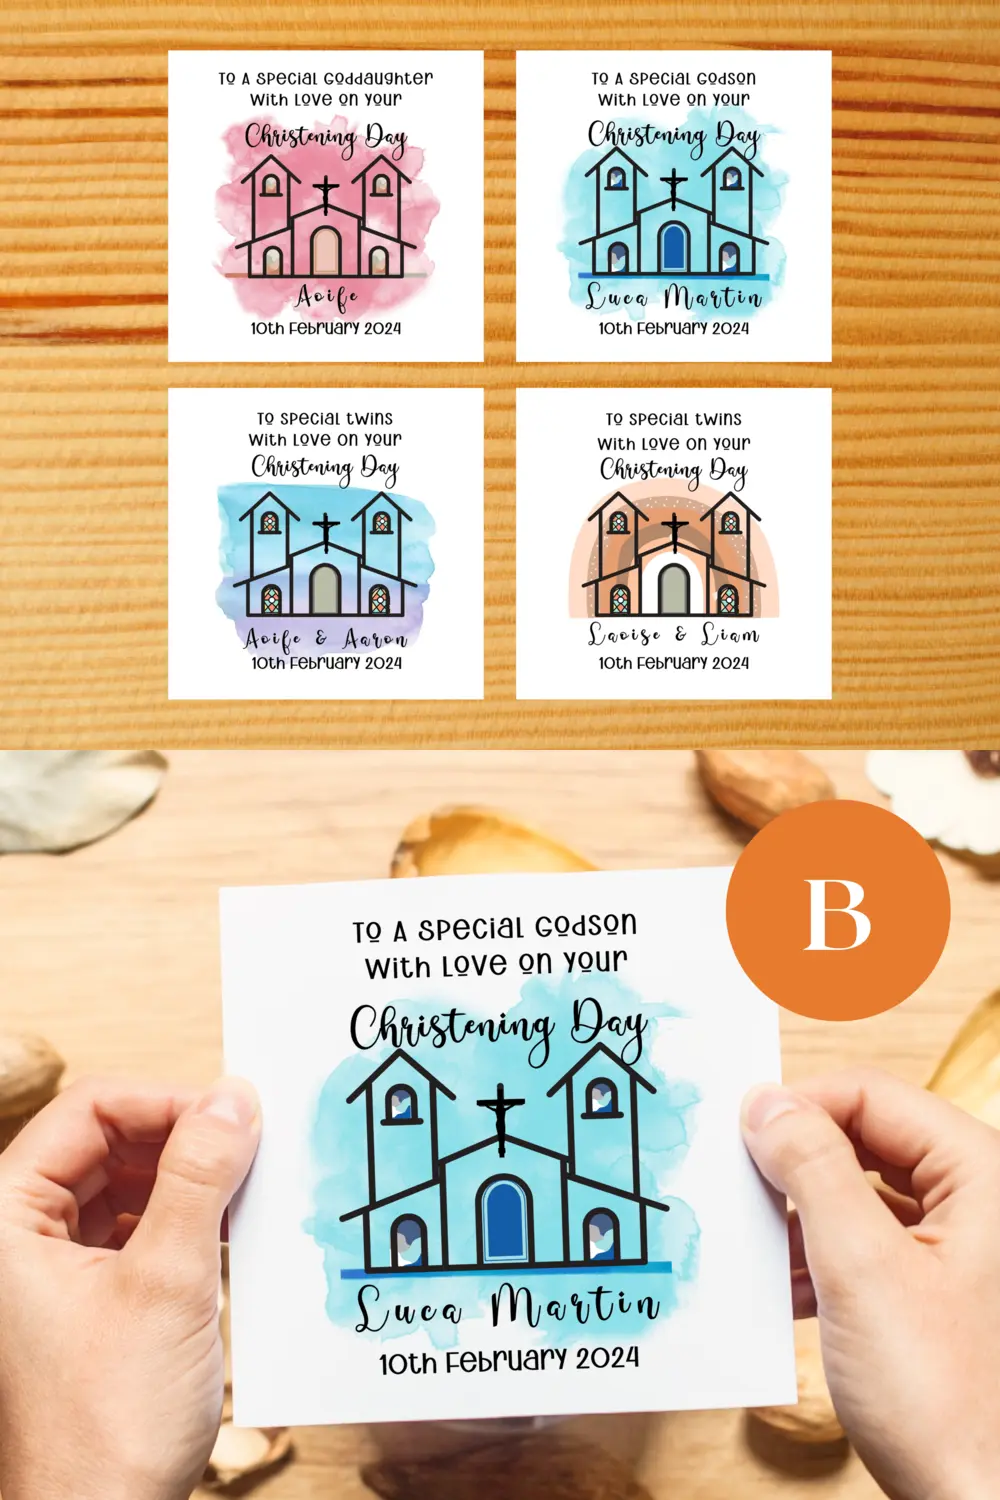 To A Special Goddaughter
With Love on your
Christening Day
Aoife
10th February 2024
To A Special Godson
With Love on your
Christening Day
Luca Martin
10th February 2024
To Special twins
With Love on your
Christening Day
Aoife & Aaron
10th February 2024
To Special twins
With Love on your
Christening Day
Laoise & Liam
10th February 2024
B
To A Special Godson
With Love on your
Christening Day
Luca Martin
10th February 2024